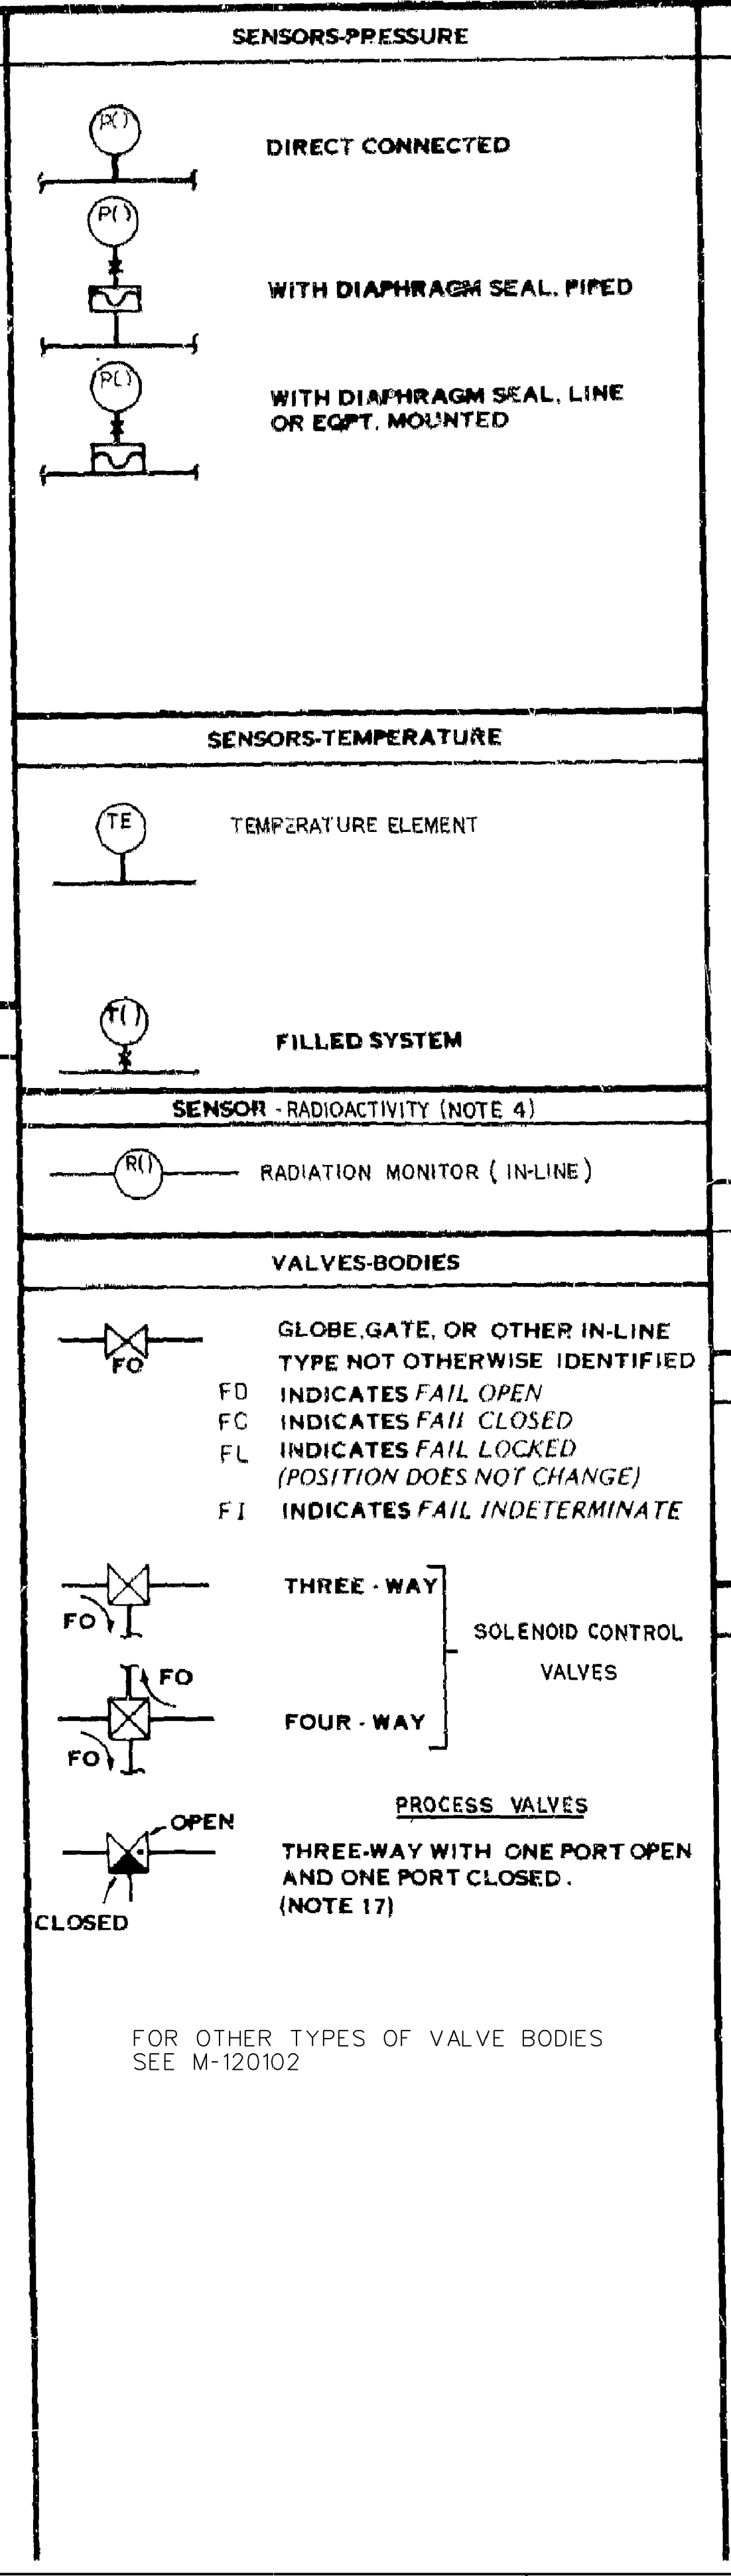 SENSORS-PRESSURE
P()
DIRECT CONNECTED
P()
WITH DIAPHRAGM SEAL, PIPED
P()
WITH DIAPHRAGM SEAL, LINE
OR EQPT. MOUNTED
SENSORS-TEMPERATURE
TE
TEMPERATURE ELEMENT
T()
FILLED SYSTEM
SENSOR - RADIOACTIVITY (NOTE 4)
R()
RADIATION MONITOR ( IN-LINE )
VALVES-BODIES
FO
GLOBE, GATE, OR OTHER IN-LINE
TYPE NOT OTHERWISE IDENTIFIED
FO INDICATES FAIL OPEN
FC INDICATES FAIL CLOSED
FL INDICATES FAIL LOCKED
(POSITION DOES NOT CHANGE)
FI INDICATES FAIL INDETERMINATE
THREE - WAY
FO
SOLENOID CONTROL
VALVES
FO
FOUR - WAY
FO
PROCESS VALVES
OPEN
THREE-WAY WITH ONE PORT OPEN
AND ONE PORT CLOSED.
(NOTE 17)
CLOSED
FOR OTHER TYPES OF VALVE BODIES
SEE M-120102